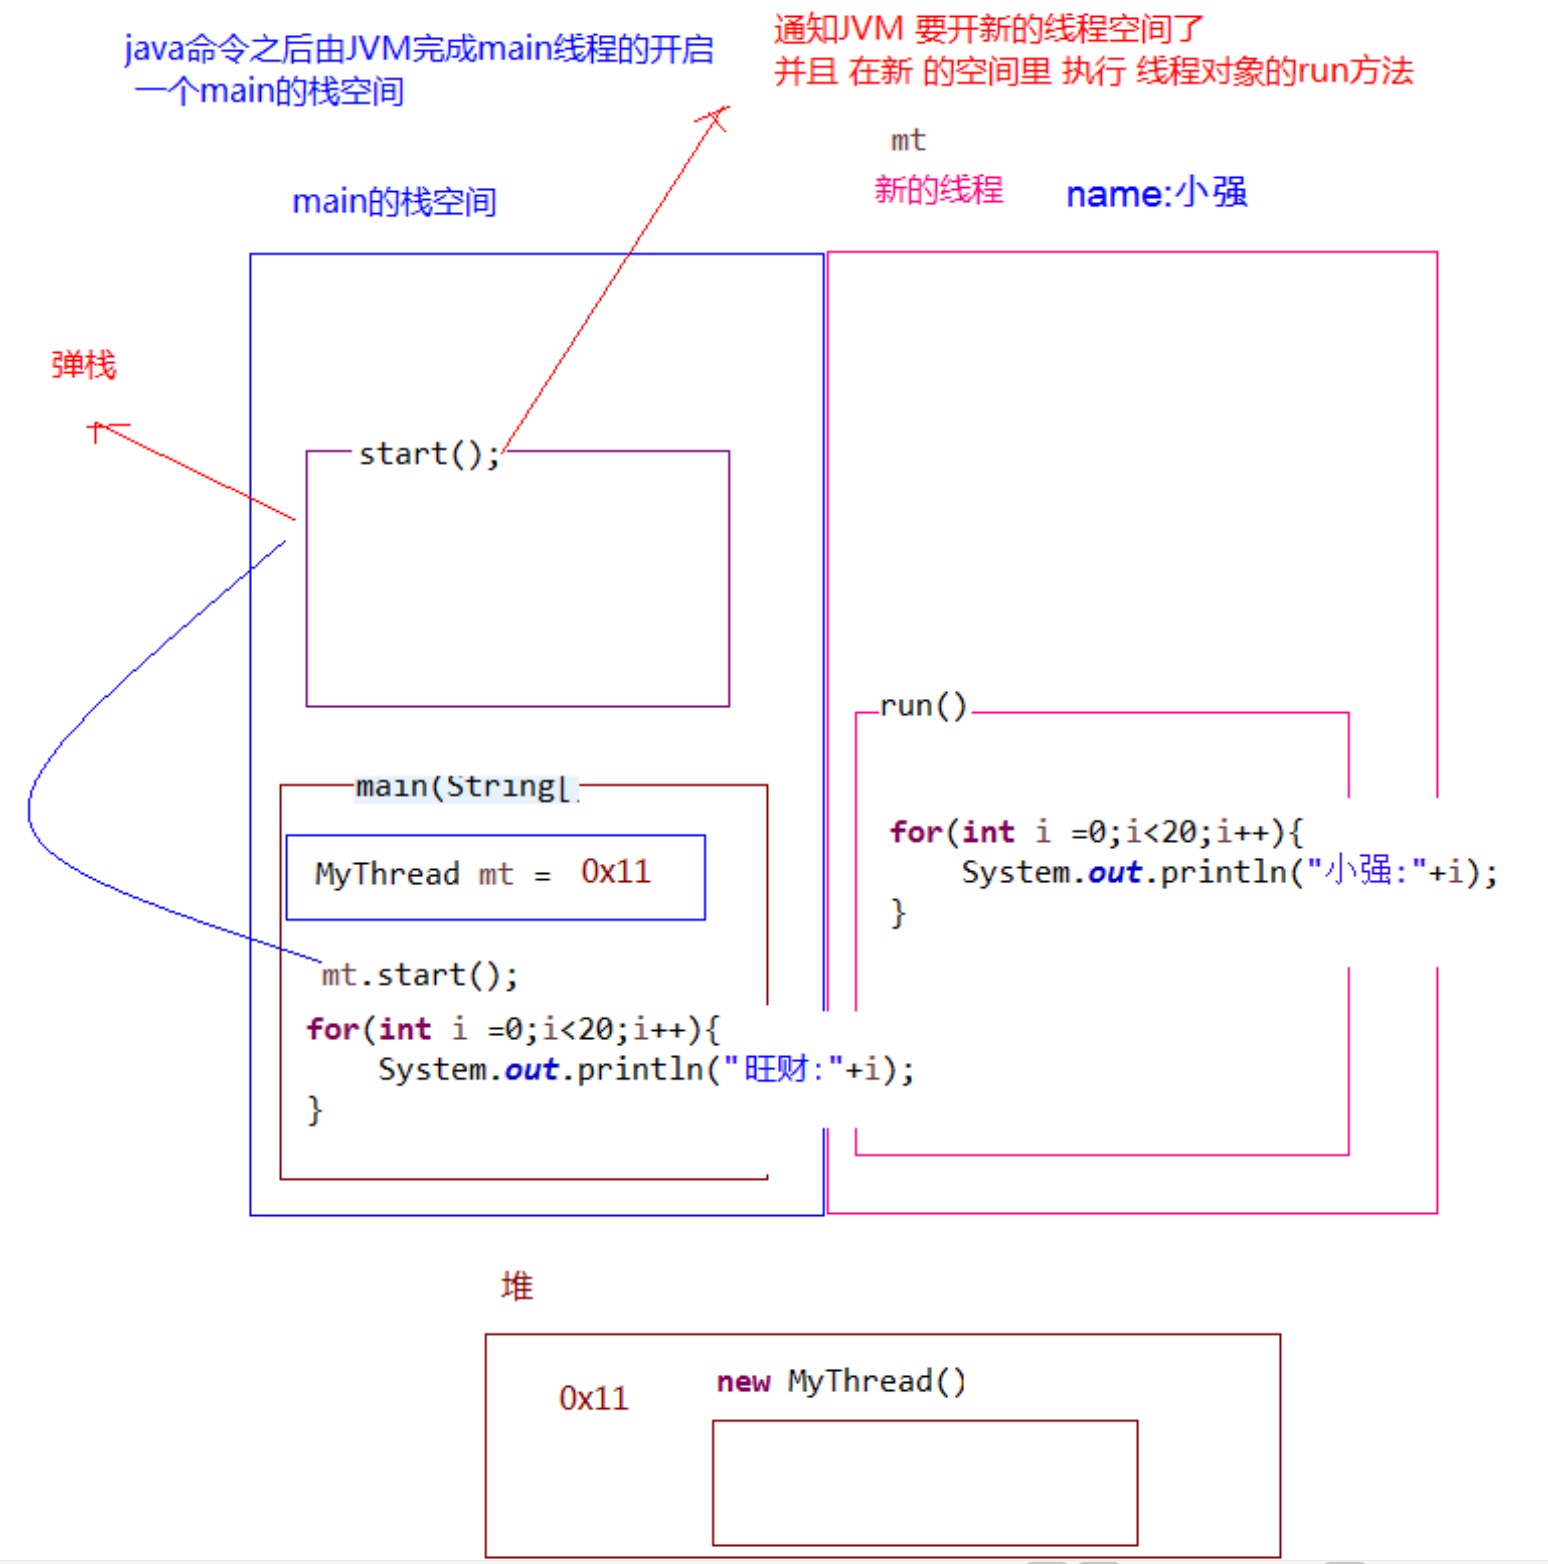 java命令之后由JVM完成main线程的开启
一个main的栈空间
通知JVM 要开新的线程空间了
并且 在新 的空间里 执行 线程对象的run方法
mt
新的线程 name:小强
main的栈空间
弹栈
start();
run()
for(int i =0;i<20;i++){
System.out.println("小强:"+i);
}
main(String[]
MyThread mt = 0x11
mt.start();
for(int i =0;i<20;i++){
System.out.println("旺财:"+i);
}
堆
0x11
new MyThread()